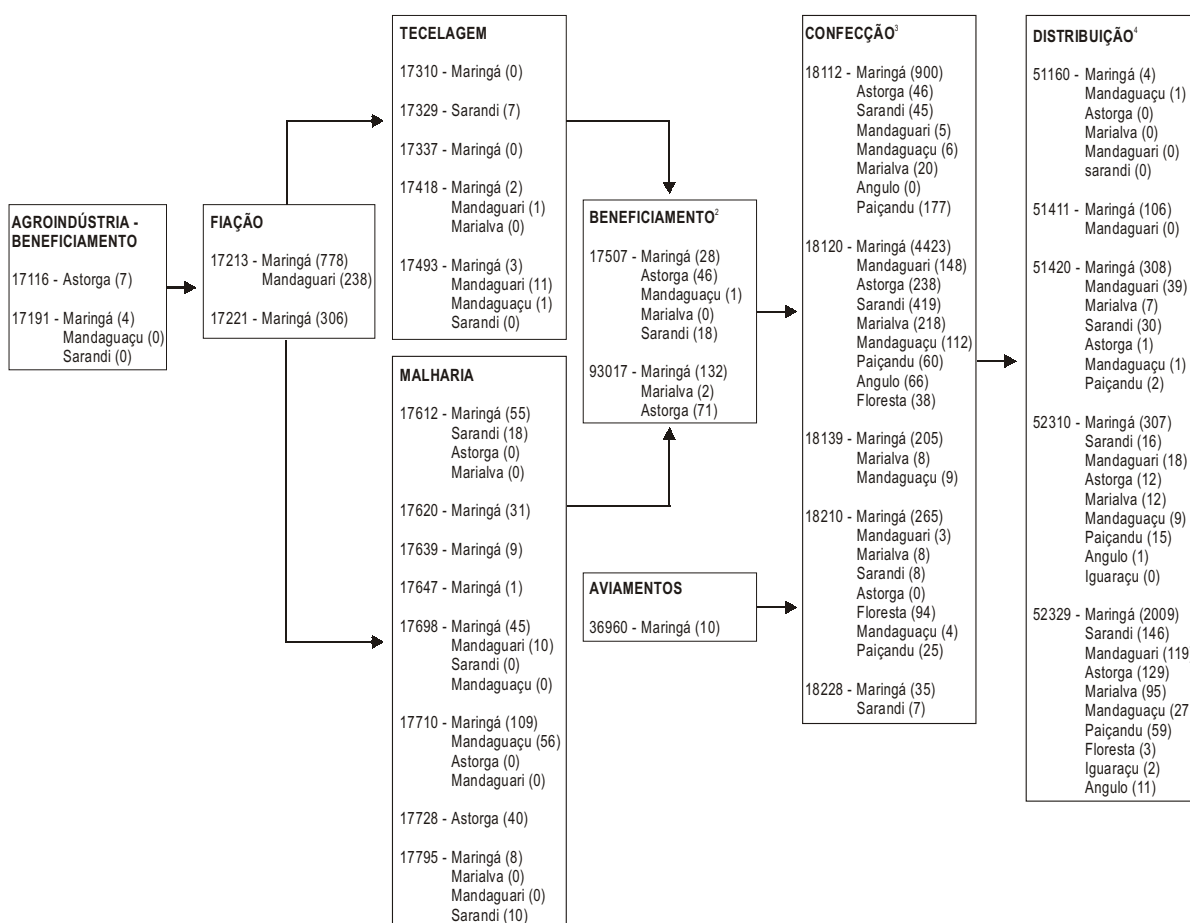 AGROINDÚSTRIA -
BENEFICIAMENTO
17116 - Astorga (7)
17191 - Maringá (4)
Mandaguaçu (0)
Sarandi (0)
FIAÇÃO
17213 - Maringá (778)
Mandaguari (238)
17221 - Maringá (306)
TECELAGEM
17310 - Maringá (0)
17329 - Sarandi (7)
17337 - Maringá (0)
17418 - Maringá (2)
Mandaguari (1)
Marialva (0)
17493 - Maringá (3)
Mandaguari (11)
Mandaguaçu (1)
Sarandi (0)
MALHARIA
17612 - Maringá (55)
Sarandi (18)
Astorga (0)
Marialva (0)
17620 - Maringá (31)
17639 - Maringá (9)
17647 - Maringá (1)
17698 - Maringá (45)
Mandaguari (10)
Sarandi (0)
Mandaguaçu (0)
17710 - Maringá (109)
Mandaguaçu (56)
Astorga (0)
Mandaguari (0)
17728 - Astorga (40)
17795 - Maringá (8)
Marialva (0)
Mandaguari (0)
Sarandi (10)
BENEFICIAMENTO²
17507 - Maringá (28)
Astorga (46)
Mandaguaçu (1)
Marialva (0)
Sarandi (18)
93017 - Maringá (132)
Marialva (2)
Astorga (71)
AVIAMENTOS
36960 - Maringá (10)
CONFECÇÃO³
18112 - Maringá (900)
Astorga (46)
Sarandi (45)
Mandaguari (5)
Mandaguaçu (6)
Marialva (20)
Angulo (0)
Paiçandu (177)
18120 - Maringá (4423)
Mandaguari (148)
Astorga (238)
Sarandi (419)
Marialva (218)
Mandaguaçu (112)
Paiçandu (60)
Angulo (66)
Floresta (38)
18139 - Maringá (205)
Marialva (8)
Mandaguaçu (9)
18210 - Maringá (265)
Mandaguari (3)
Marialva (8)
Sarandi (8)
Astorga (0)
Floresta (94)
Mandaguaçu (4)
Paiçandu (25)
18228 - Maringá (35)
Sarandi (7)
DISTRIBUIÇÃO⁴
51160 - Maringá (4)
Mandaguaçu (1)
Astorga (0)
Marialva (0)
Mandaguari (0)
sarandi (0)
51411 - Maringá (106)
Mandaguari (0)
51420 - Maringá (308)
Mandaguari (39)
Marialva (7)
Sarandi (30)
Astorga (1)
Mandaguaçu (1)
Paiçandu (2)
52310 - Maringá (307)
Sarandi (16)
Mandaguari (18)
Astorga (12)
Marialva (12)
Mandaguaçu (9)
Paiçandu (15)
Angulo (1)
Iguaraçu (0)
52329 - Maringá (2009)
Sarandi (146)
Mandaguari (119
Astorga (129)
Marialva (95)
Mandaguaçu (27
Paiçandu (59)
Floresta (3)
Iguaraçu (2)
Angulo (11)